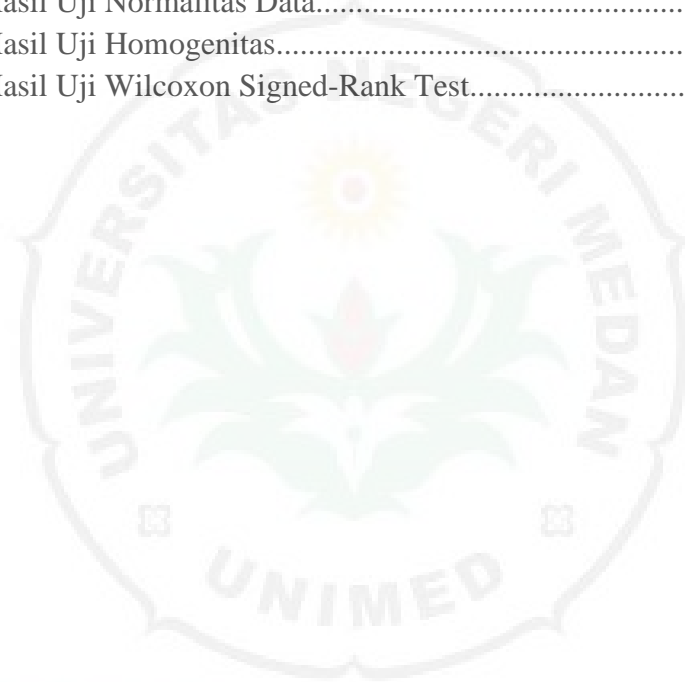 Hasil Uji Normalitas Data.......................................................
Hasil Uji Homogenitas.............................................................
Hasil Uji Wilcoxon Signed-Rank Test................................
UNIVERSITAS NEGERI MEDAN
UNIMED